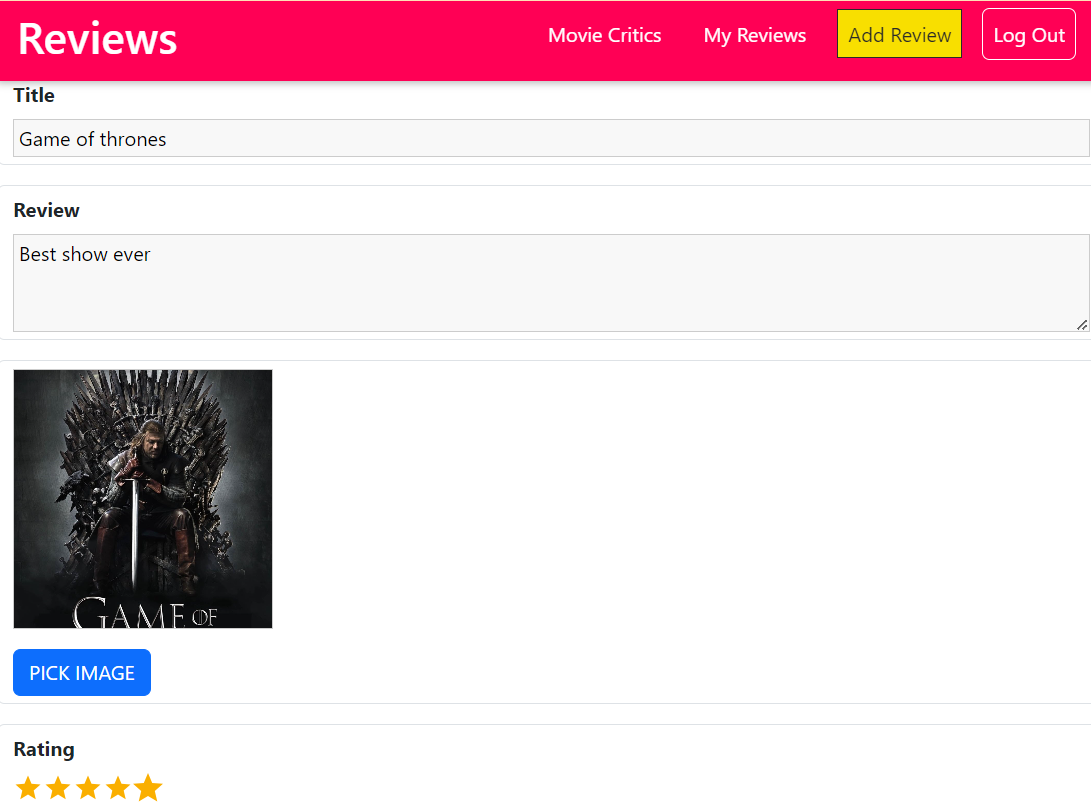 Reviews
Movie Critics
My Reviews
Add Review
Log Out
Title
Game of thrones
Review
Best show ever
GAME OF
PICK IMAGE
Rating